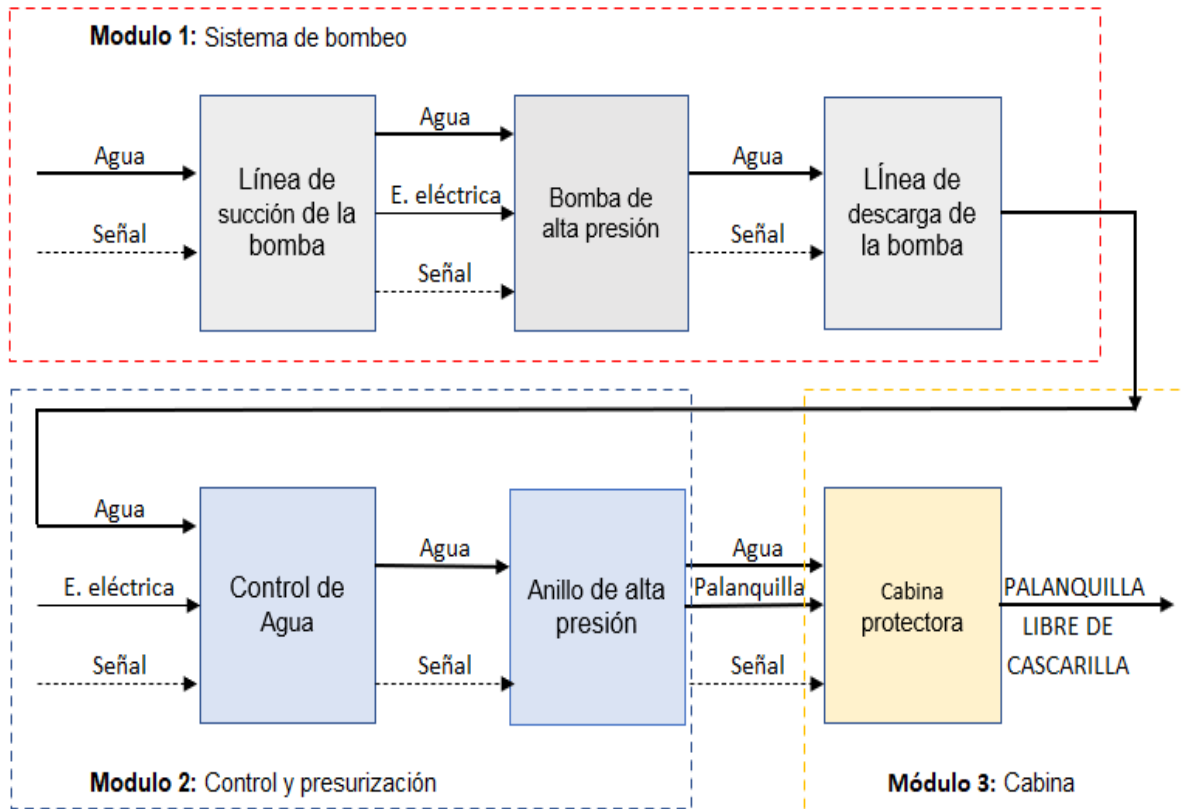 Modulo 1: Sistema de bombeo
Agua
Señal
Línea de
succión de la
bomba
Agua
E. eléctrica
Señal
Bomba de
alta presión
Agua
Señal
LÍnea de
descarga de
la bomba
Agua
E. eléctrica
Señal
Control de
Agua
Agua
Señal
Anillo de alta
presión
Agua
Palanquilla
Señal
Cabina
protectora
PALANQUILLA
LIBRE DE
CASCARILLA
Modulo 2: Control y presurización
Módulo 3: Cabina